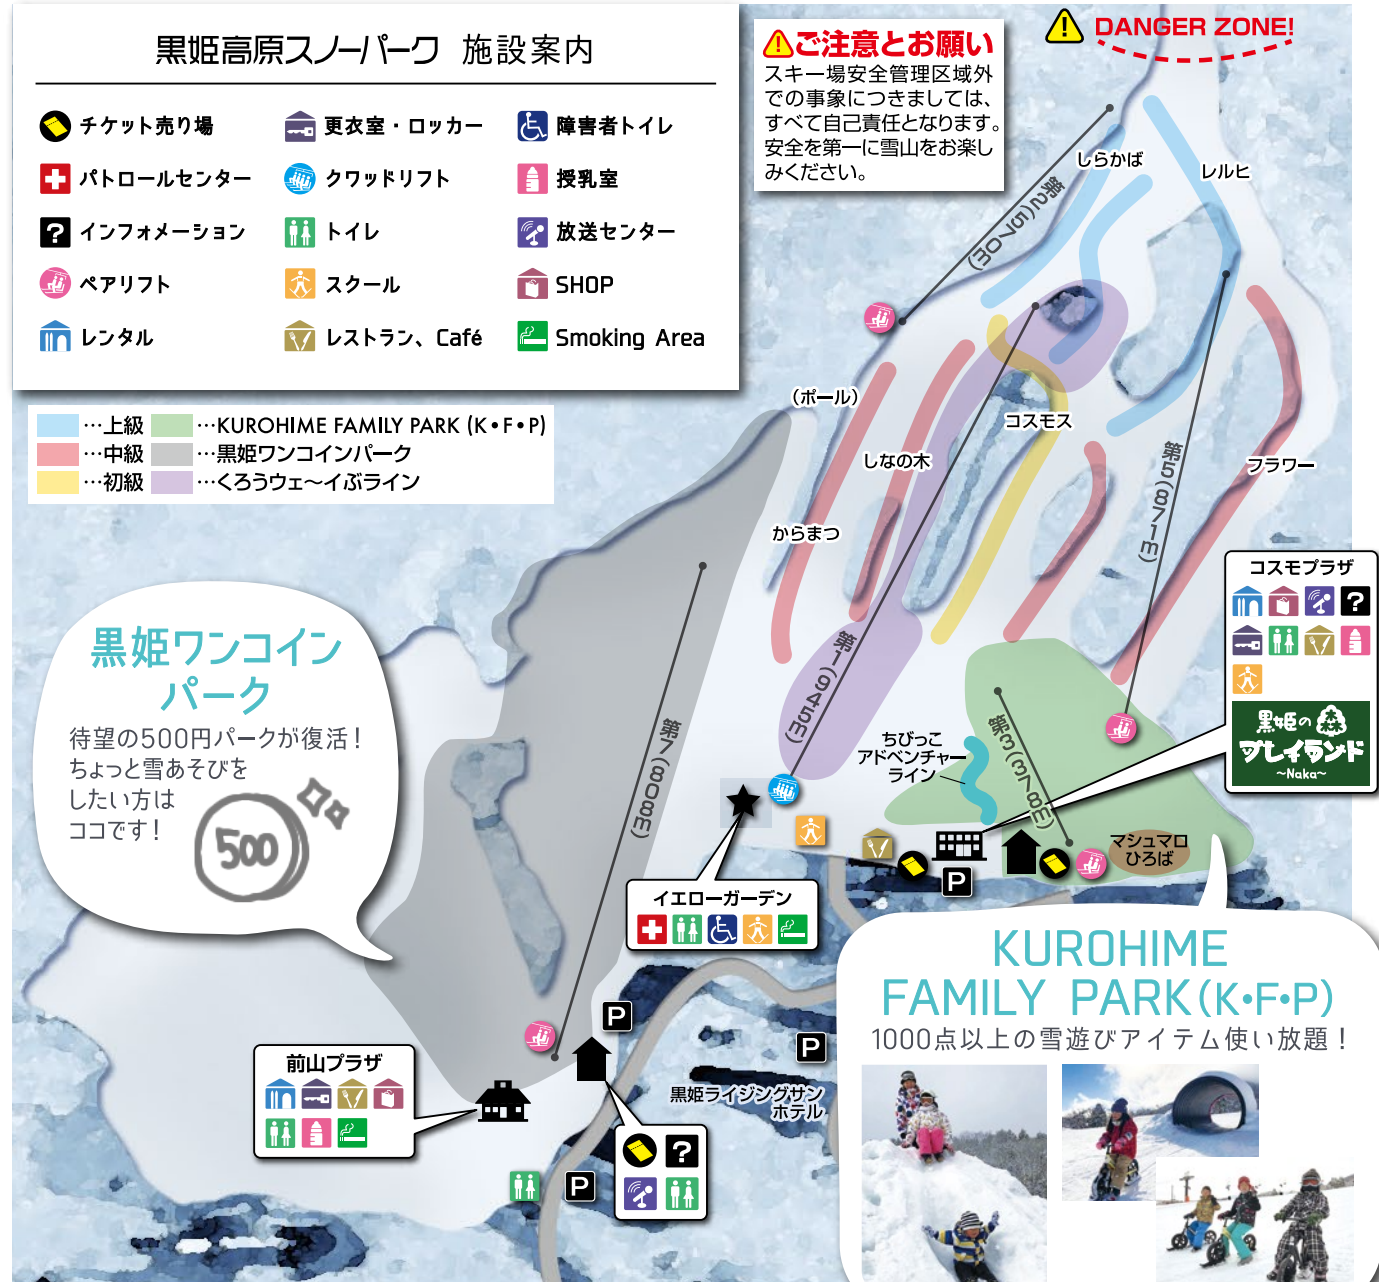 黒姫高原スノーパーク 施設案内
チケット売り場
更衣室・ロッカー
障害者トイレ
パトロールセンター
クワッドリフト
授乳室
インフォメーション
トイレ
放送センター
ペアリフト
スクール
SHOP
レンタル
レストラン、Café
Smoking Area
…上級
…KUROHIME FAMILY PARK (K•F•P)
…中級
…黒姫ワンコインパーク
…初級
…くろうウェ〜イぶライン
ご注意とお願い
スキー場安全管理区域外
での事象につきましては、
すべて自己責任となります。
安全を第一に雪山をお楽し
みください。
DANGER ZONE!
しらかば
レルヒ
第2(570m)
(ポール)
しなの木
コスモス
からまつ
フラワー
第5(871m)
第1(945m)
第7(808m)
第3(378m)
ちびっこ
アドベンチャー
ライン
マシュマロ
ひろば
コスモプラザ
?
黒姫の森
プレイランド
〜Naka〜
黒姫ワンコイン
パーク
待望の500円パークが復活！
ちょっと雪あそびを
したい方は
ココです！
500
イエローガーデン
P
P
P
P
前山プラザ
黒姫ライジングサン
ホテル
?
KUROHIME
FAMILY PARK(K•F•P)
1000点以上の雪遊びアイテム使い放題！